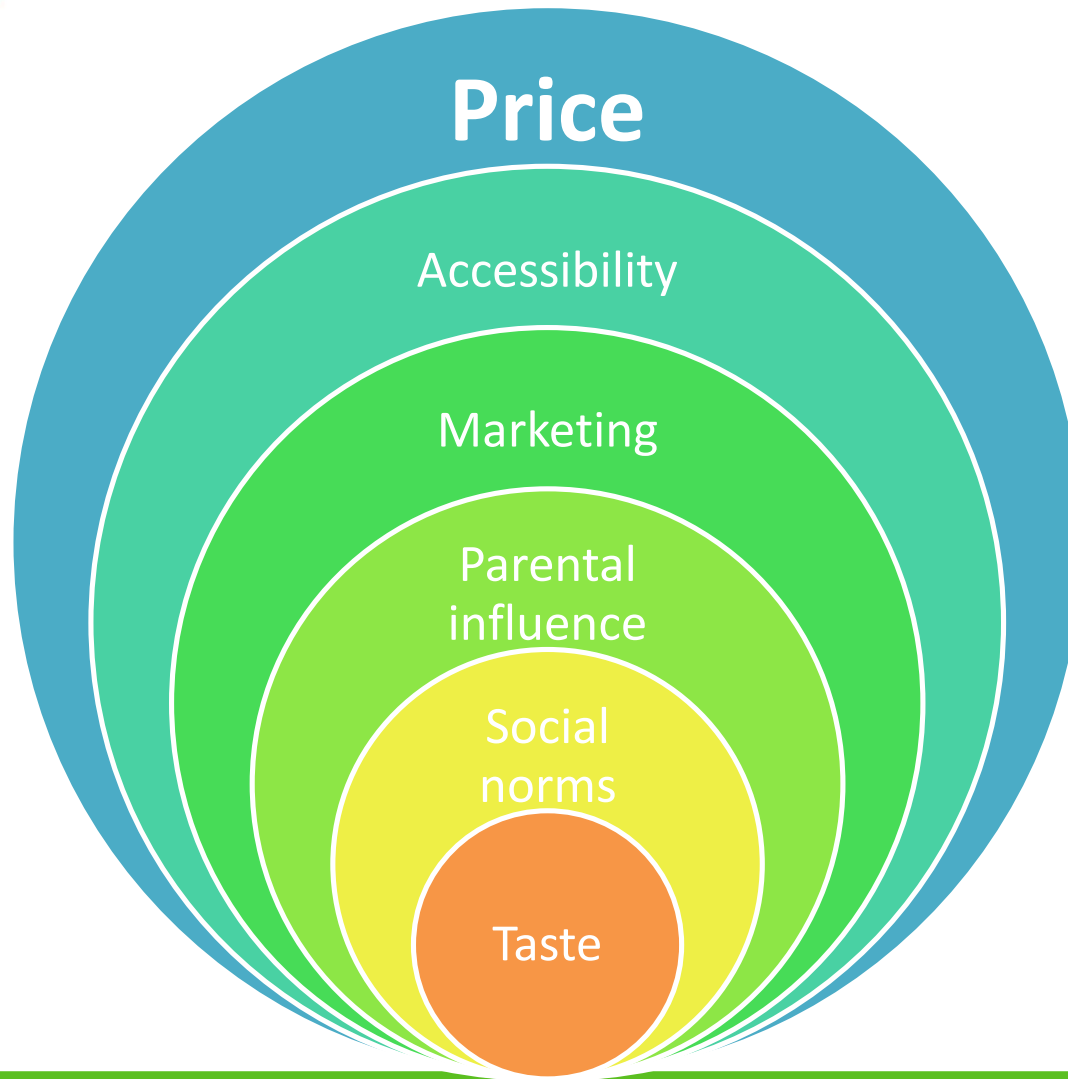 Price
Accessibility
Marketing
Parental
influence
Social
norms
Taste